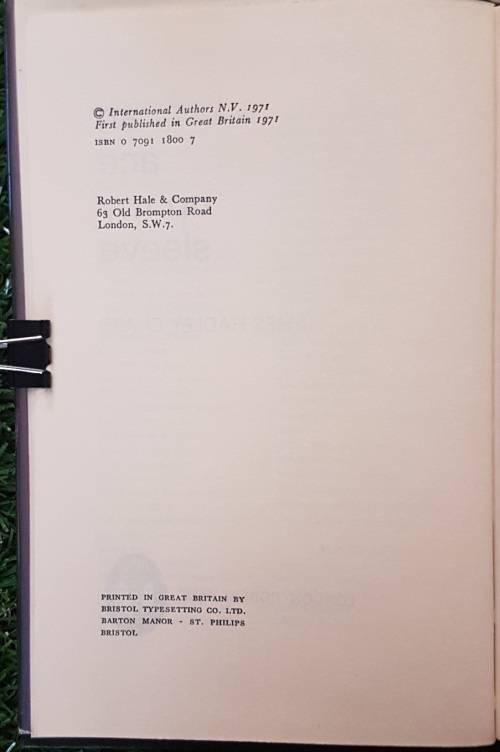 © International Authors N.V. 1971
First published in Great Britain 1971
ISBN 0 7091 1800 7
Robert Hale & Company
63 Old Brompton Road
London, S.W.7.
PRINTED IN GREAT BRITAIN BY
BRISTOL TYPESETTING CO. LTD.
BARTON MANOR - ST. PHILIPS
BRISTOL